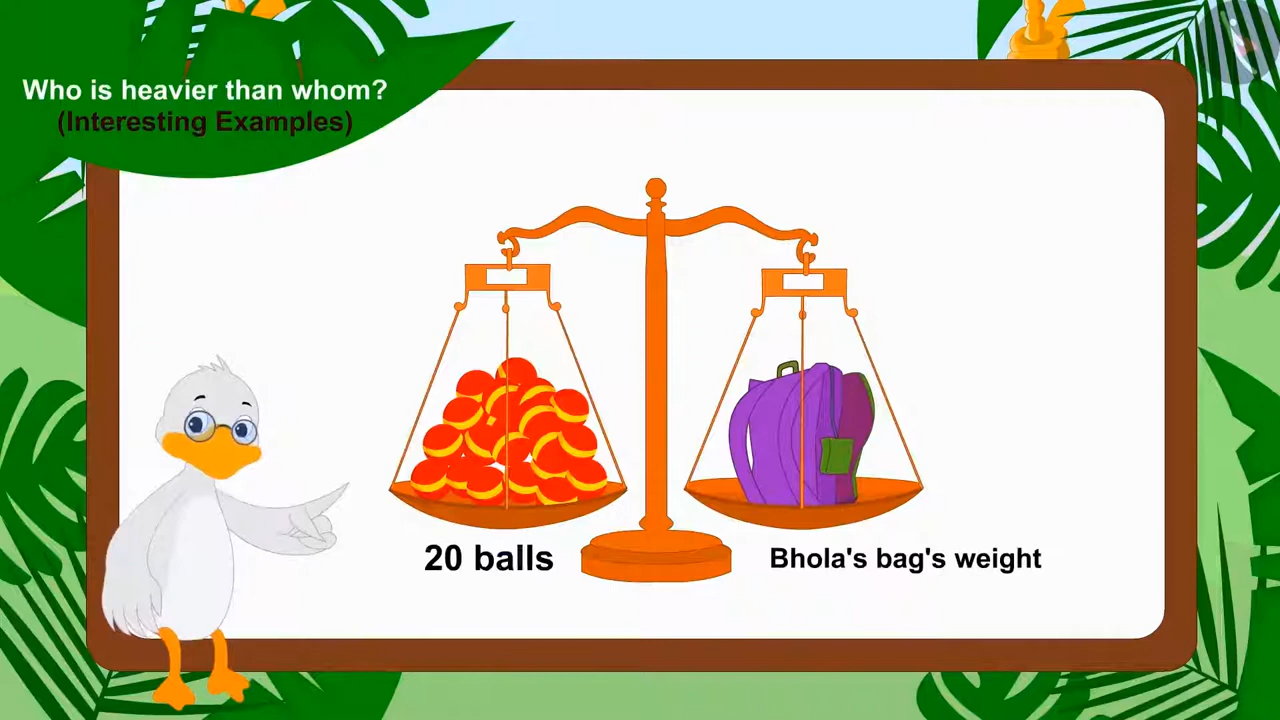 Who is heavier than whom?
(Interesting Examples)
20 balls
Bhola's bag's weight